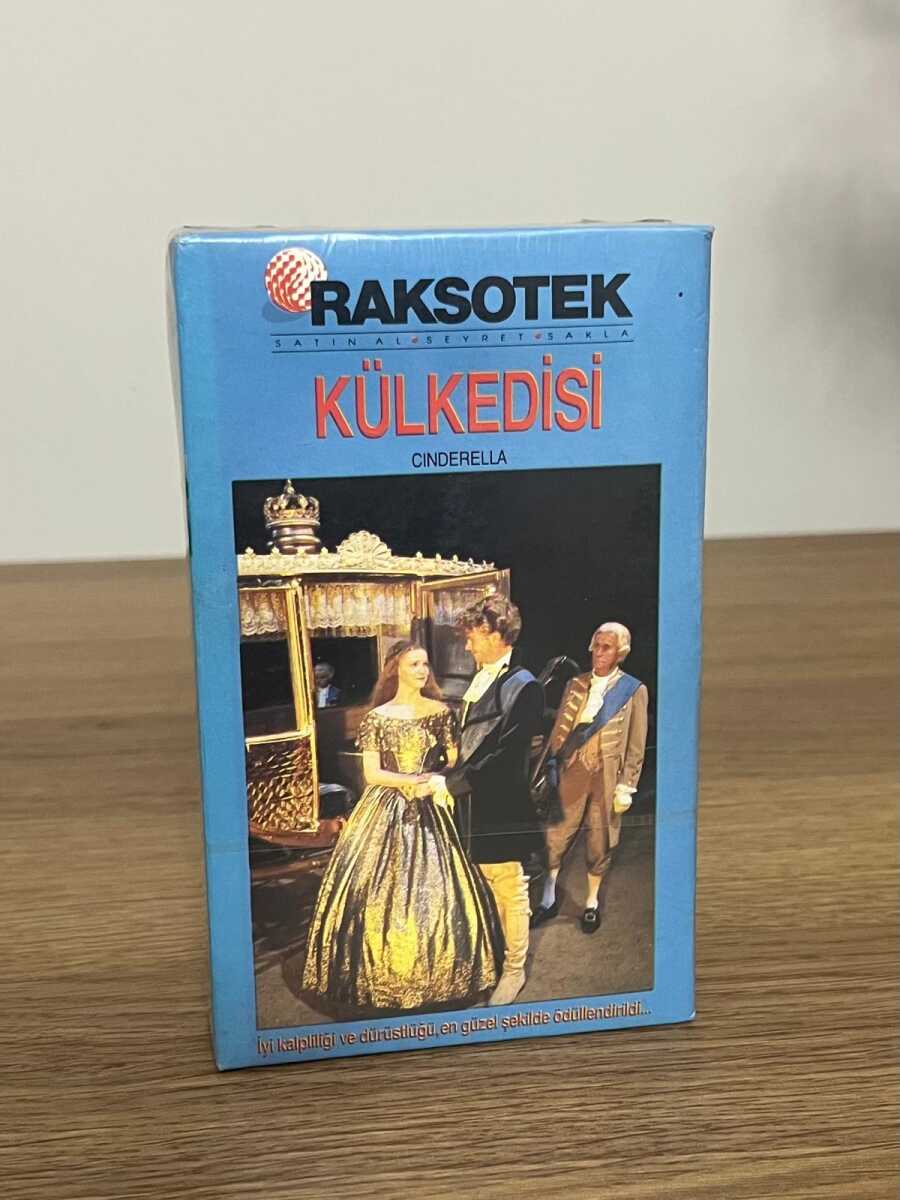 RAKSOTEK
SATIN AL • SEYRET • SAKLA
KÜLKEDİSİ
CINDERELLA
İyi kalpliliği ve dürüstlüğü, en güzel şekilde ödüllendirildi...